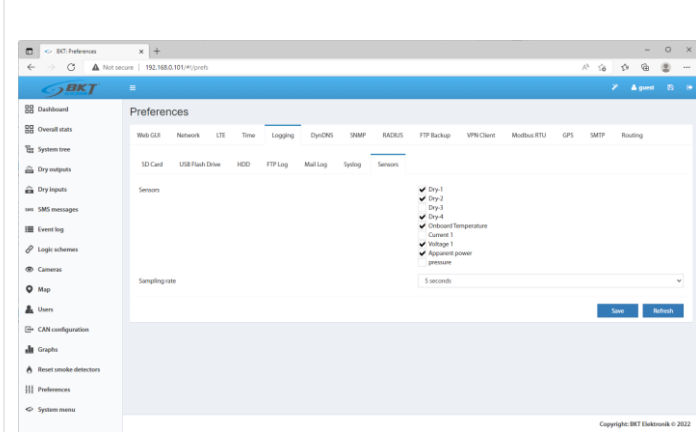 BKT: Preferences
Not secure | 192.168.0.101/#!/prefs
BKT
guest
Dashboard
Overall stats
System tree
Dry outputs
Dry inputs
SMS SMS messages
Event log
Logic schemes
Cameras
Map
Users
CAN configuration
Graphs
Reset smoke detectors
Preferences
System menu
Preferences
Web GUI Network LTE Time Logging DynDNS SNMP RADIUS FTP Backup VPN Client Modbus RTU GPS SMTP Routing
SD Card USB Flash Drive HDD FTP Log Mail Log Syslog Sensors
Sensors
Dry-1
Dry-2
Dry-3
Dry-4
Onboard Temperature
Current 1
Voltage 1
Apparent power
pressure
Sampling rate
5 seconds
Save Refresh
Copyright: BKT Elektronik © 2022